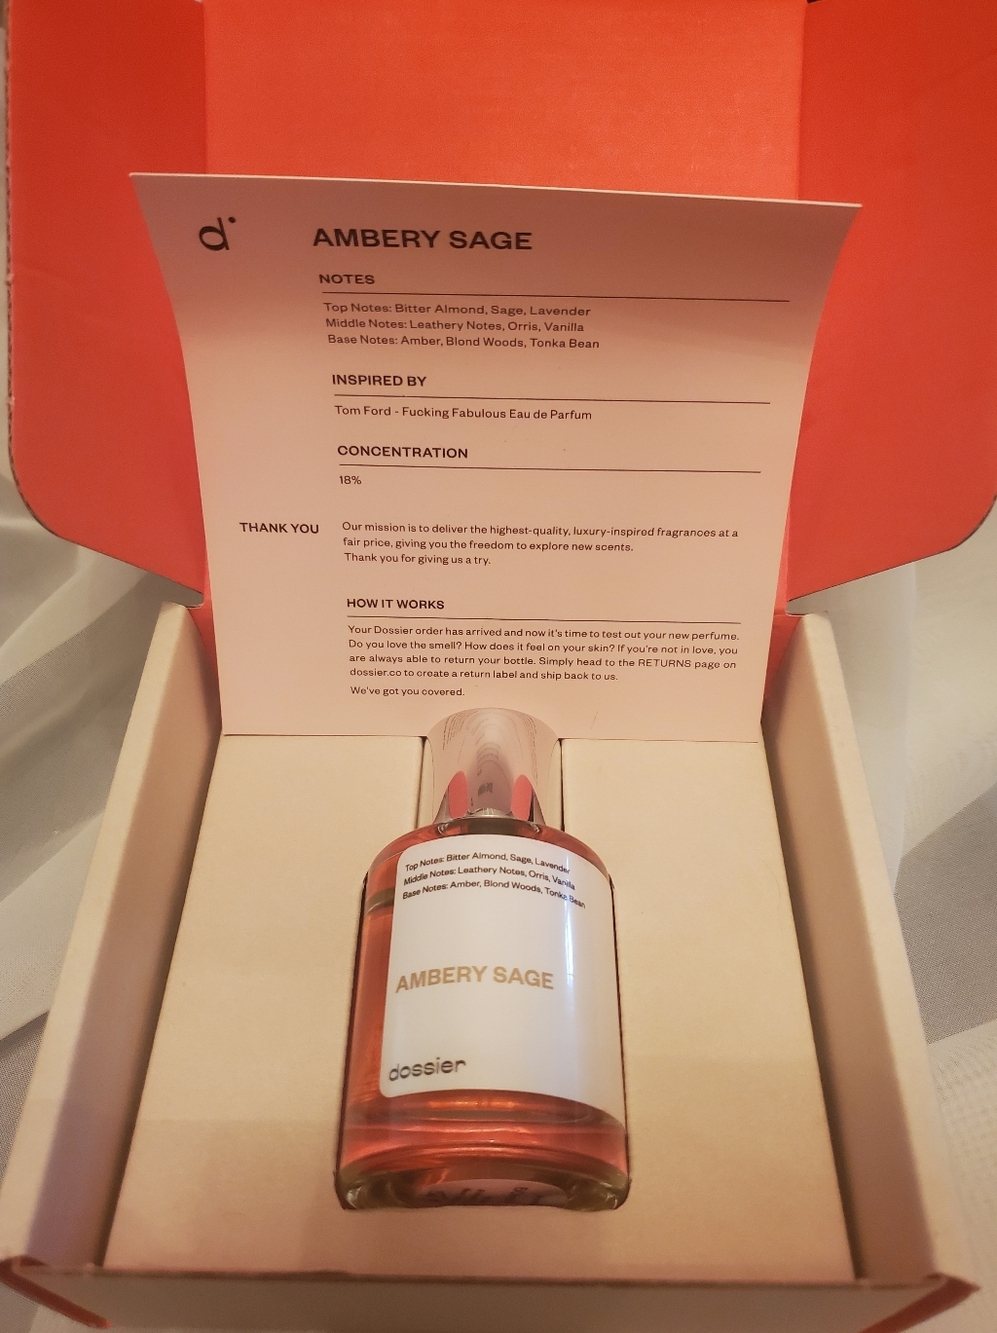 d°
AMBERY SAGE
NOTES
Top Notes: Bitter Almond, Sage, Lavender
Middle Notes: Leathery Notes, Orris, Vanilla
Base Notes: Amber, Blond Woods, Tonka Bean
INSPIRED BY
Tom Ford - Fucking Fabulous Eau de Parfum
CONCENTRATION
18%
THANK YOU
Our mission is to deliver the highest-quality, luxury-inspired fragrances at a
fair price, giving you the freedom to explore new scents.
Thank you for giving us a try.
HOW IT WORKS
Your Dossier order has arrived and now it's time to test out your new perfume.
Do you love the smell? How does it feel on your skin? If you're not in love, you
are always able to return your bottle. Simply head to the RETURNS page on
dossier.co to create a return label and ship back to us.
We've got you covered.
Top Notes: Bitter Almond, Sage, Lavender
Middle Notes: Leathery Notes, Orris, Vanilla
Base Notes: Amber, Blond Woods, Tonka Bean
AMBERY SAGE
dossier